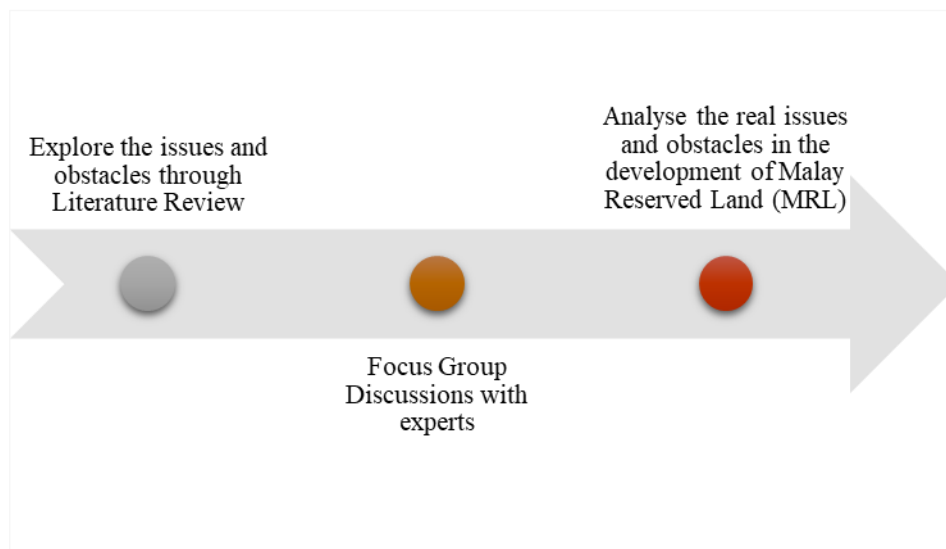 Explore the issues and
obstacles through
Literature Review
Focus Group
Discussions with
experts
Analyse the real issues
and obstacles in the
development of Malay
Reserved Land (MRL)